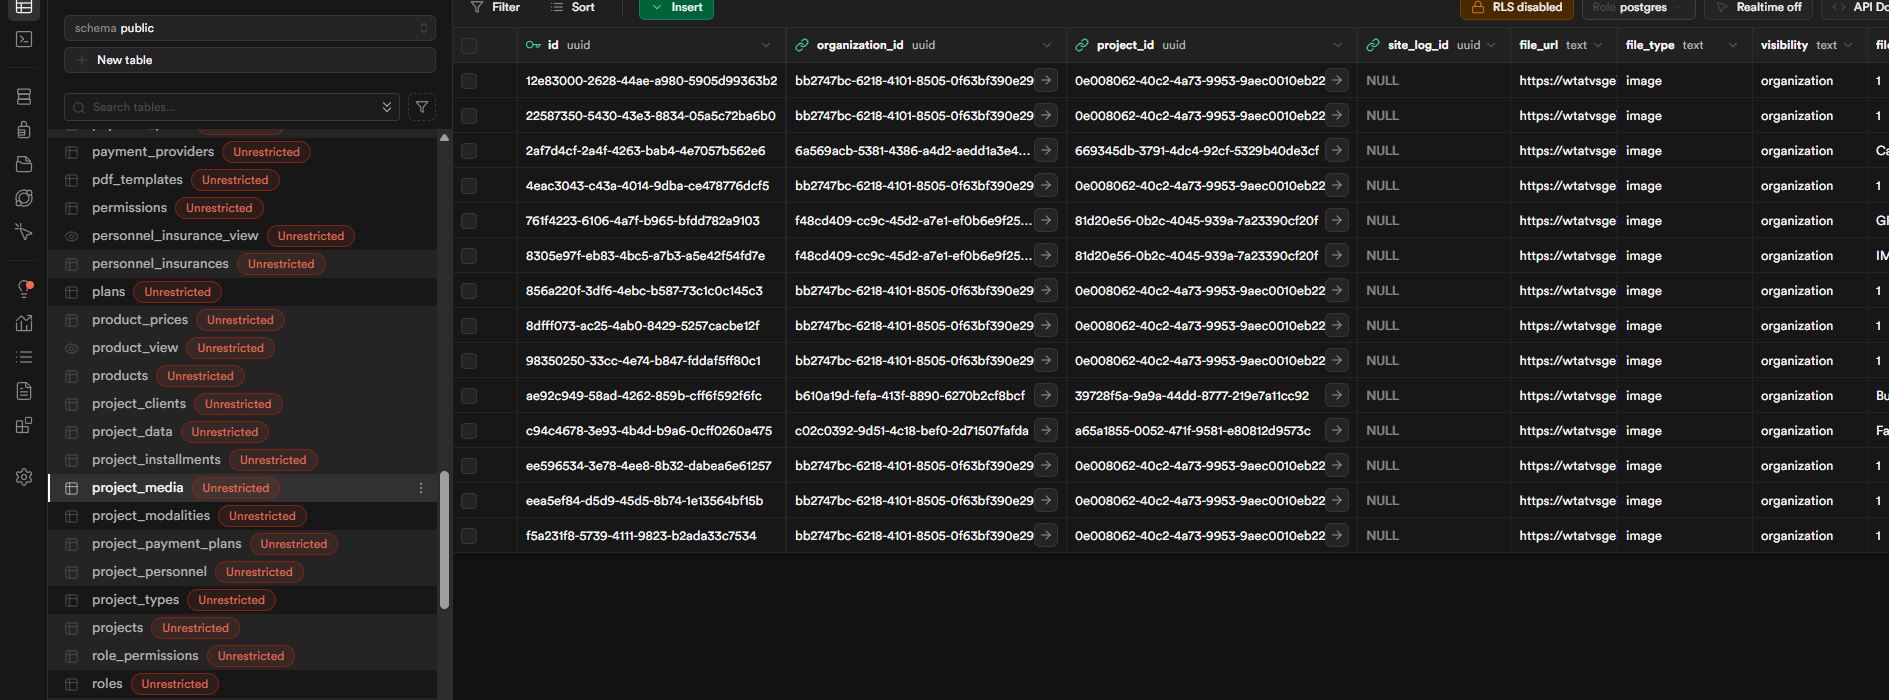 schema public
New table
Search tables...
payment_providers Unrestricted
pdf_templates Unrestricted
permissions Unrestricted
personnel_insurance_view Unrestricted
personnel_insurances Unrestricted
plans Unrestricted
product_prices Unrestricted
product_view Unrestricted
products Unrestricted
project_clients Unrestricted
project_data Unrestricted
project_installments Unrestricted
project_media Unrestricted
project_modalities Unrestricted
project_payment_plans Unrestricted
project_personnel Unrestricted
project_types Unrestricted
projects Unrestricted
role_permissions Unrestricted
roles Unrestricted
Filter Sort Insert RLS disabled Role postgres Realtime off API Do
id uuid organization_id uuid project_id uuid site_log_id uuid file_url text file_type text visibility text file
12e83000-2628-44ae-a980-5905d99363b2 bb2747bc-6218-4101-8505-0f63bf390e29 0e008062-40c2-4a73-9953-9aec0010eb22 NULL https://wtatvsge image organization 1
22587350-5430-43e3-8834-05a5c72ba6b0 bb2747bc-6218-4101-8505-0f63bf390e29 0e008062-40c2-4a73-9953-9aec0010eb22 NULL https://wtatvsge image organization 1
2af7d4cf-2a4f-4263-bab4-4e7057b562e6 6a569acb-5381-4386-a4d2-aedd1a3e4... 669345db-3791-4dc4-92cf-5329b40de3cf NULL https://wtatvsge image organization Ca
4eac3043-c43a-4014-9dba-ce478776dcf5 bb2747bc-6218-4101-8505-0f63bf390e29 0e008062-40c2-4a73-9953-9aec0010eb22 NULL https://wtatvsge image organization 1
761f4223-6106-4a7f-b965-bfdd782a9103 f48cd409-cc9c-45d2-a7e1-ef0b6e9f25... 81d20e56-0b2c-4045-939a-7a23390cf20f NULL https://wtatvsge image organization
8305e97f-eb83-4bc5-a7b3-a5e42f54fd7e f48cd409-cc9c-45d2-a7e1-ef0b6e9f25... 81d20e56-0b2c-4045-939a-7a23390cf20f NULL https://wtatvsge image organization IM
856a220f-3df6-4ebc-b587-73c1c0c145c3 bb2747bc-6218-4101-8505-0f63bf390e29 0e008062-40c2-4a73-9953-9aec0010eb22 NULL https://wtatvsge image organization 1
8dfff073-ac25-4ab0-8429-5257cacbe12f bb2747bc-6218-4101-8505-0f63bf390e29 0e008062-40c2-4a73-9953-9aec0010eb22 NULL https://wtatvsge image organization 1
98350250-33cc-4e74-b847-fddaf5ff80c1 bb2747bc-6218-4101-8505-0f63bf390e29 0e008062-40c2-4a73-9953-9aec0010eb22 NULL https://wtatvsge image organization 1
ae92c949-58ad-4262-859b-cff6f592f6fc b610a19d-fefa-413f-8890-6270b2cf8bcf 39728f5a-9a9a-44dd-8777-219e7a11cc92 NULL https://wtatvsge image organization Bu
c94c4678-3e93-4b4d-b9a6-0cff0260a475 c02c0392-9d51-4c18-bef0-2d71507fafda a65a1855-0052-471f-9581-e80812d9573c NULL https://wtatvsge image organization Fa
ee596534-3e78-4ee8-8b32-dabea6e61257 bb2747bc-6218-4101-8505-0f63bf390e29 0e008062-40c2-4a73-9953-9aec0010eb22 NULL https://wtatvsge image organization 1
eea5ef84-d5d9-45d5-8b74-1e13564bf15b bb2747bc-6218-4101-8505-0f63bf390e29 0e008062-40c2-4a73-9953-9aec0010eb22 NULL https://wtatvsge image organization 1
f5a231f8-5739-4111-9823-b2ada33c7534 bb2747bc-6218-4101-8505-0f63bf390e29 0e008062-40c2-4a73-9953-9aec0010eb22 NULL https://wtatvsge image organization 1